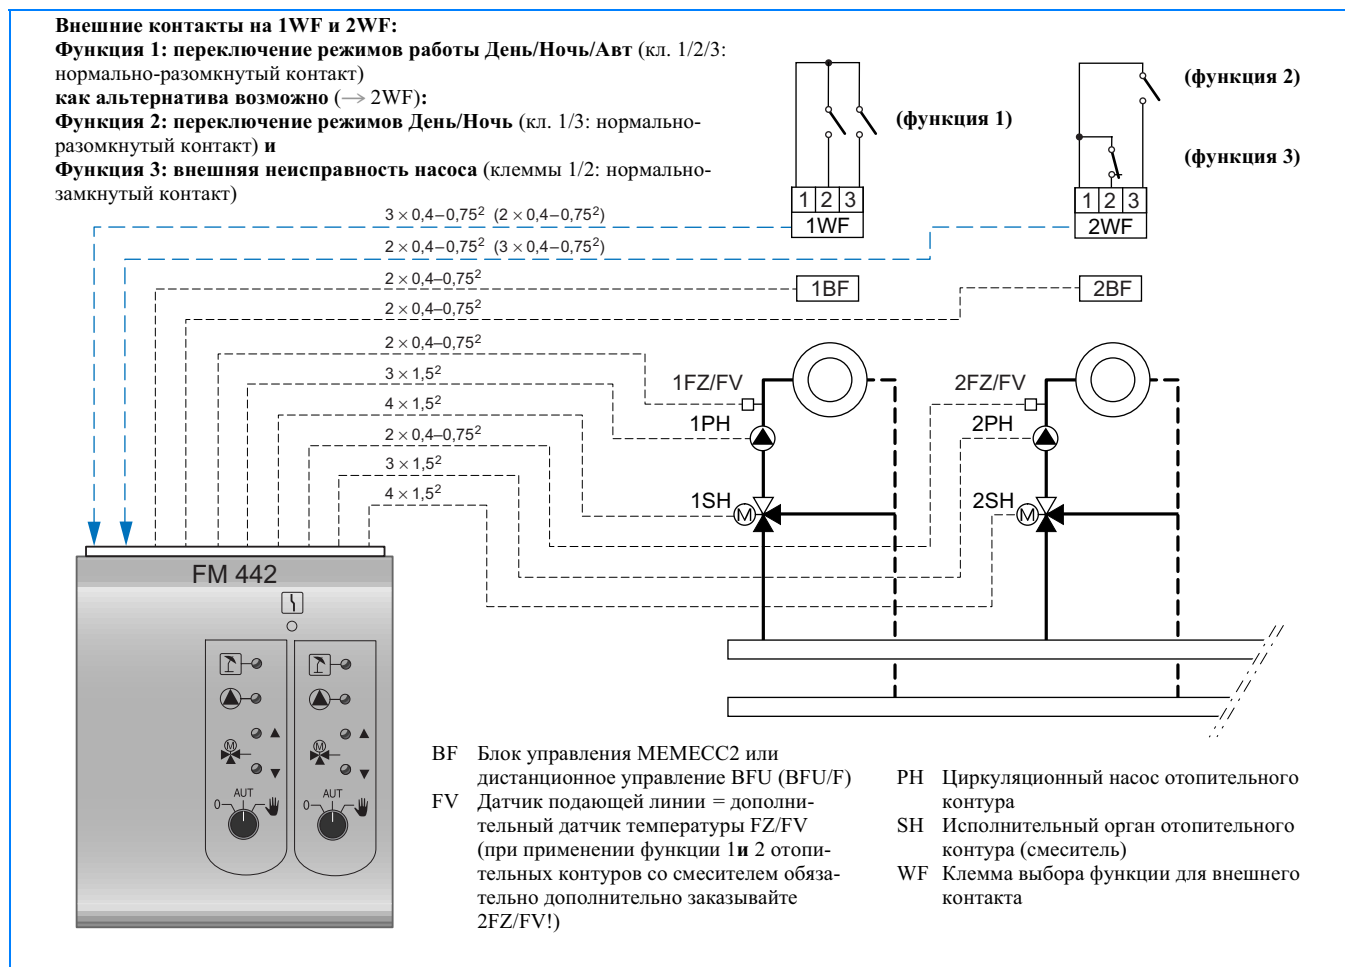 Внешние контакты на 1WF и 2WF:
Функция 1: переключение режимов работы День/Ночь/Авт (кл. 1/2/3:
нормально-разомкнутый контакт)
как альтернатива возможно (→ 2WF):
Функция 2: переключение режимов День/Ночь (кл. 1/3: нормально-
разомкнутый контакт) и
Функция 3: внешняя неисправность насоса (клеммы 1/2: нормально-
замкнутый контакт)
(функция 1)
(функция 2)
(функция 3)
1 2 3
1WF
1 2 3
2WF
3 × 0,4–0,75² (2 × 0,4–0,75²)
2 × 0,4–0,75² (3 × 0,4–0,75²)
2 × 0,4–0,75²
1BF
2BF
2 × 0,4–0,75²
2 × 0,4–0,75²
3 × 1,5²
4 × 1,5²
2 × 0,4–0,75²
3 × 1,5²
4 × 1,5²
1FZ/FV
1PH
1SH
M
2FZ/FV
2PH
2SH
M
FM 442
M
M
AUT
0
AUT
0
BF Блок управления МЕМЕСС2 или
дистанционное управление BFU (BFU/F)
FV Датчик подающей линии = дополни-
тельный датчик температуры FZ/FV
(при применении функции 1и 2 отопи-
тельных контуров со смесителем обяза-
тельно дополнительно заказывайте
2FZ/FV!)
PH Циркуляционный насос отопительного
контура
SH Исполнительный орган отопительного
контура (смеситель)
WF Клемма выбора функции для внешнего
контакта